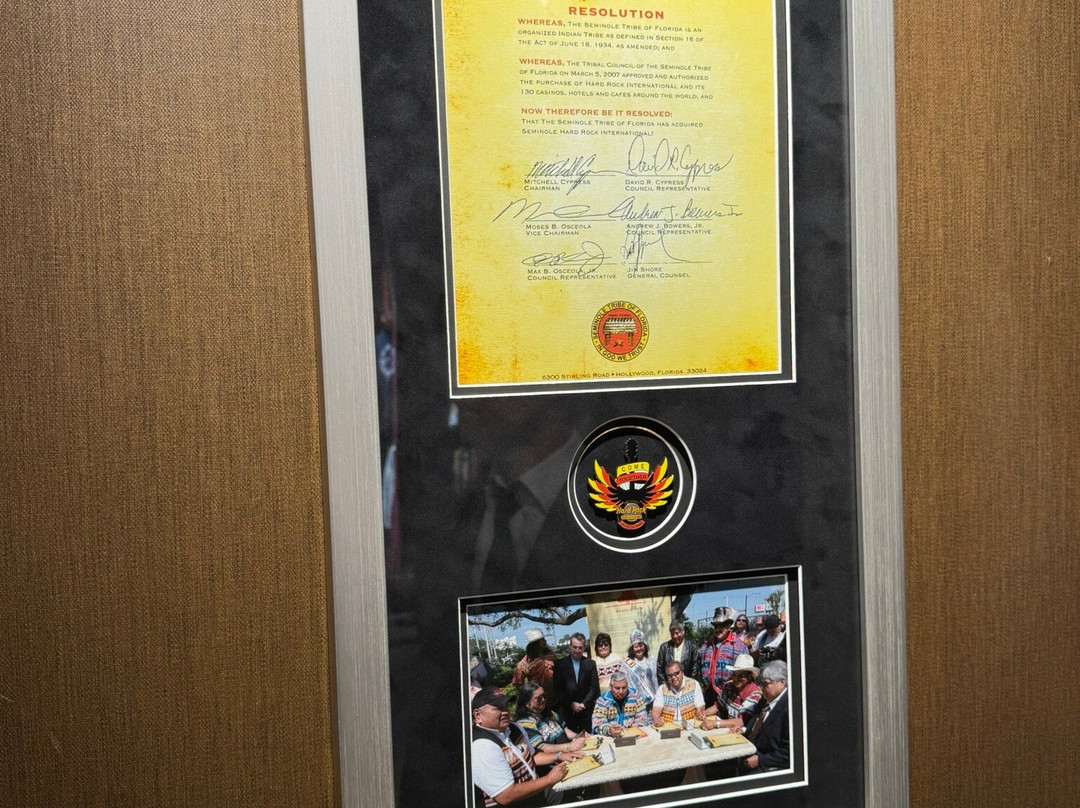 RESOLUTION
WHEREAS, THE SEMINOLE TRIBE OF FLORIDA IS AN
ORGANIZED INDIAN TRIBE AS DEFINED IN SECTION 16 OF
THE ACT OF JUNE 18, 1934, AS AMENDED; AND
WHEREAS, THE TRIBAL COUNCIL OF THE SEMINOLE TRIBE
OF FLORIDA ON MARCH 5, 2007 APPROVED AND AUTHORIZED
THE PURCHASE OF HARD ROCK INTERNATIONAL AND ITS
130 CASINOS, HOTELS AND CAFES AROUND THE WORLD; AND
NOW THEREFORE BE IT RESOLVED:
THAT THE SEMINOLE TRIBE OF FLORIDA HAS ACQUIRED
SEMINOLE HARD ROCK INTERNATIONAL!
David R. Cypress
MITCHELL CYPRESS
CHAIRMAN
DAVID R. CYPRESS
COUNCIL REPRESENTATIVE
Andrew J. Bowers Jr.
MOSES B. OSCEOLA
VICE CHAIRMAN
ANDREW J. BOWERS, JR.
COUNCIL REPRESENTATIVE
MAX B. OSCEOLA, JR.
COUNCIL REPRESENTATIVE
JIM SHORE
GENERAL COUNSEL
SEMINOLE TRIBE OF FLORIDA
IN GOD WE TRUST
6300 STIRLING ROAD • HOLLYWOOD, FLORIDA 33024
COME
TOGETHER
Hard Rock